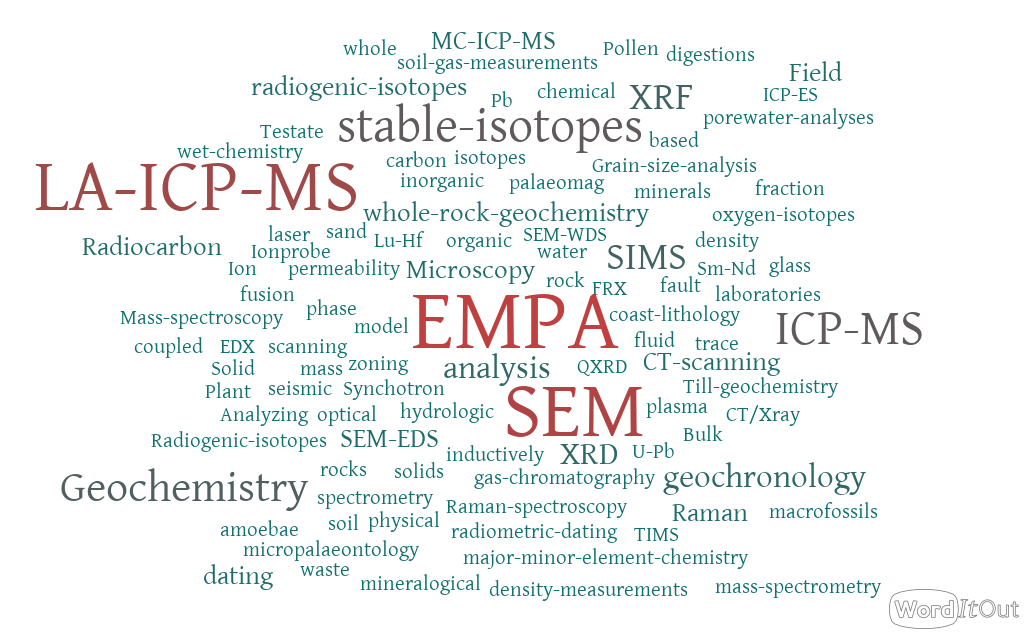 whole MC-ICP-MS Pollen digestions
soil-gas-measurements Field
radiogenic-isotopes Pb chemical XRF ICP-ES
Testate stable-isotopes based porewater-analyses
wet-chemistry carbon isotopes Grain-size-analysis
LA-ICP-MS inorganic palaeomag minerals fraction
whole-rock-geochemistry oxygen-isotopes
Radiocarbon laser sand Lu-Hf organic SEM-WDS density
Ionprobe water SIMS
Ion permeability Microscopy rock Sm-Nd glass
fusion FRX fault laboratories
Mass-spectroscopy phase model EMPA coast-lithology ICP-MS
coupled EDX scanning fluid trace
Solid mass zoning analysis QXRD CT-scanning
Plant seismic Synchotron Till-geochemistry
Analyzing optical hydrologic SEM plasma CT/Xray
Radiogenic-isotopes SEM-EDS Bulk
inductively XRD U-Pb
rocks solids gas-chromatography geochronology
Geochemistry spectrometry Raman-spectroscopy
amoebae soil physical radiometric-dating Raman macrofossils
TIMS
micropalaeontology major-minor-element-chemistry
dating waste mineralogical density-measurements mass-spectrometry
WordItOut